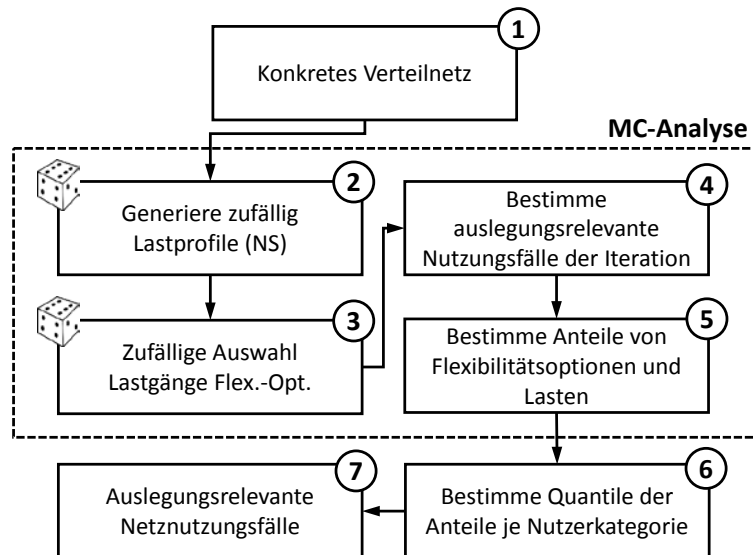 1
Konkretes Verteilnetz
MC-Analyse
2
Generiere zufällig
Lastprofile (NS)
3
Zufällige Auswahl
Lastgänge Flex.-Opt.
4
Bestimme
auslegungsrelevante
Nutzungsfälle der Iteration
5
Bestimme Anteile von
Flexibilitätsoptionen und
Lasten
6
Bestimme Quantile der
Anteile je Nutzerkategorie
7
Auslegungsrelevante
Netznutzungsfälle